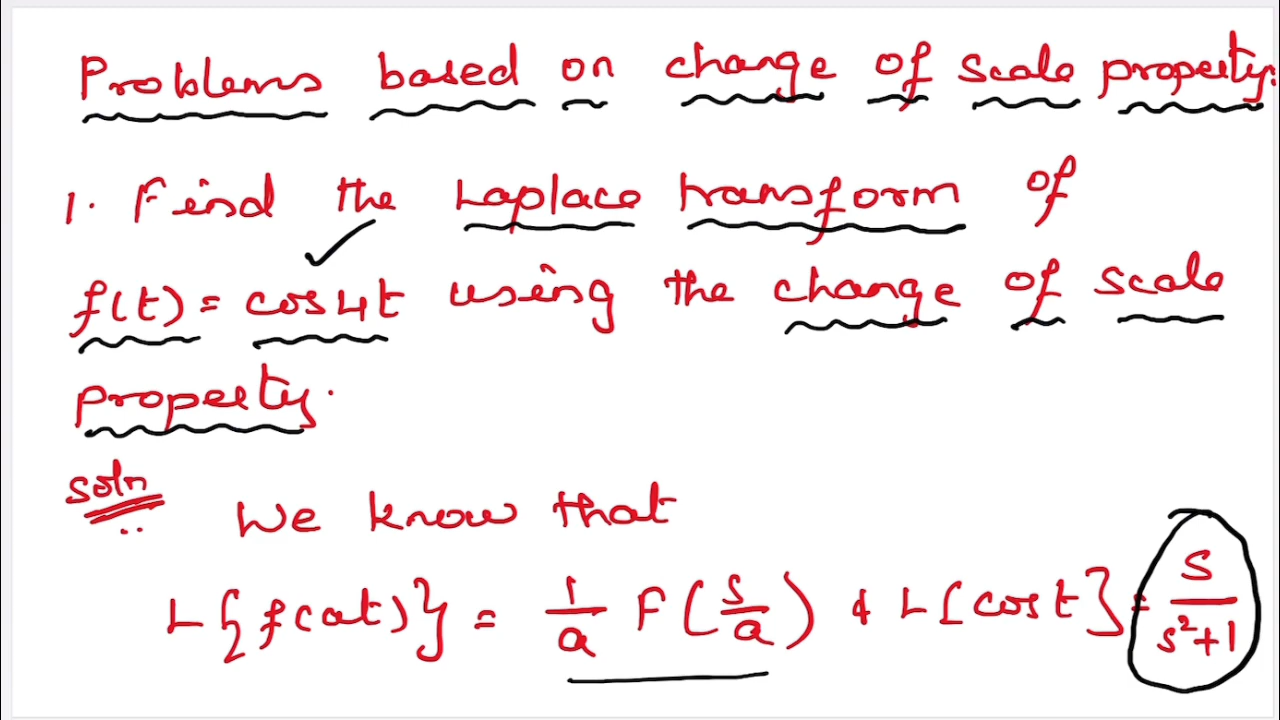 Problems based on change of scale property:
1. Find the Laplace transform of
f(t) = cos4t using the change of scale
property.
Soln
We know that
L{f(at)} = 1/a F(s/a) & L[cost} = s/s²+1